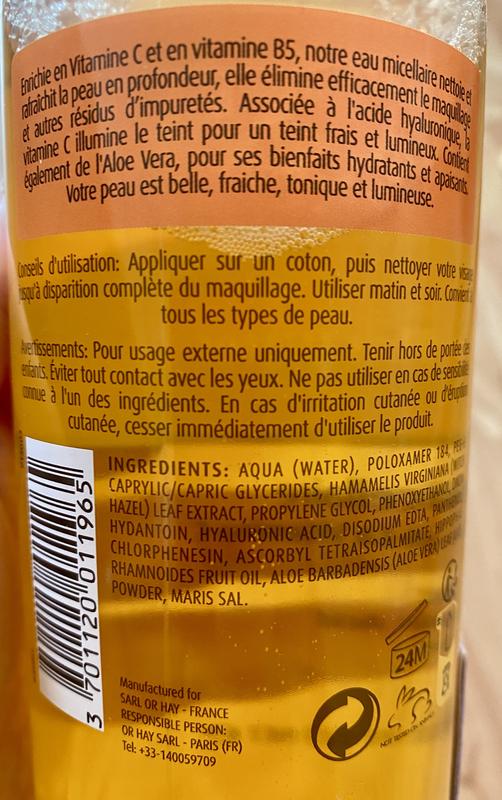 Enrichie en Vitamine C et en vitamine B5, notre eau micellaire nettoie et
rafraîchit la peau en profondeur, elle élimine efficacement le maquillage
et autres résidus d'impuretés. Associée à l'acide hyaluronique, la
vitamine C illumine le teint pour un teint frais et lumineux. Contient
également de l'Aloe Vera, pour ses bienfaits hydratants et apaisants.
Votre peau est belle, fraiche, tonique et lumineuse.
Conseils d'utilisation: Appliquer sur un coton, puis nettoyer votre visage
jusqu'à disparition complète du maquillage. Utiliser matin et soir. Convient
tous les types de peau.
Avertissements: Pour usage externe uniquement. Tenir hors de portée des
enfants. Éviter tout contact avec les yeux. Ne pas utiliser en cas de sensibilité
connue à l'un des ingrédients. En cas d'irritation cutanée ou d'éruption
cutanée, cesser immédiatement d'utiliser le produit.
INGREDIENTS: AQUA (WATER), POLOXAMER 184,
CAPRYLIC/CAPRIC GLYCERIDES, HAMAMELIS VIRGINIANA (WITCH
HAZEL) LEAF EXTRACT, PROPYLENE GLYCOL, PHENOXYETHANOL,
HYDANTOIN, HYALURONIC ACID, DISODIUM EDTA,
CHLORPHENESIN, ASCORBYL TETRAISOPALMITATE,
RHAMNOIDES FRUIT OIL, ALOE BARBADENSIS (ALOE VERA) LEAF
POWDER, MARIS SAL.
3 701120 011965
24M
NOT TESTED ON ANIMALS
Manufactured for
SARL OR HAY - FRANCE
RESPONSIBLE PERSON:
OR HAY SARL - PARIS (FR)
Tel: +33-140059709